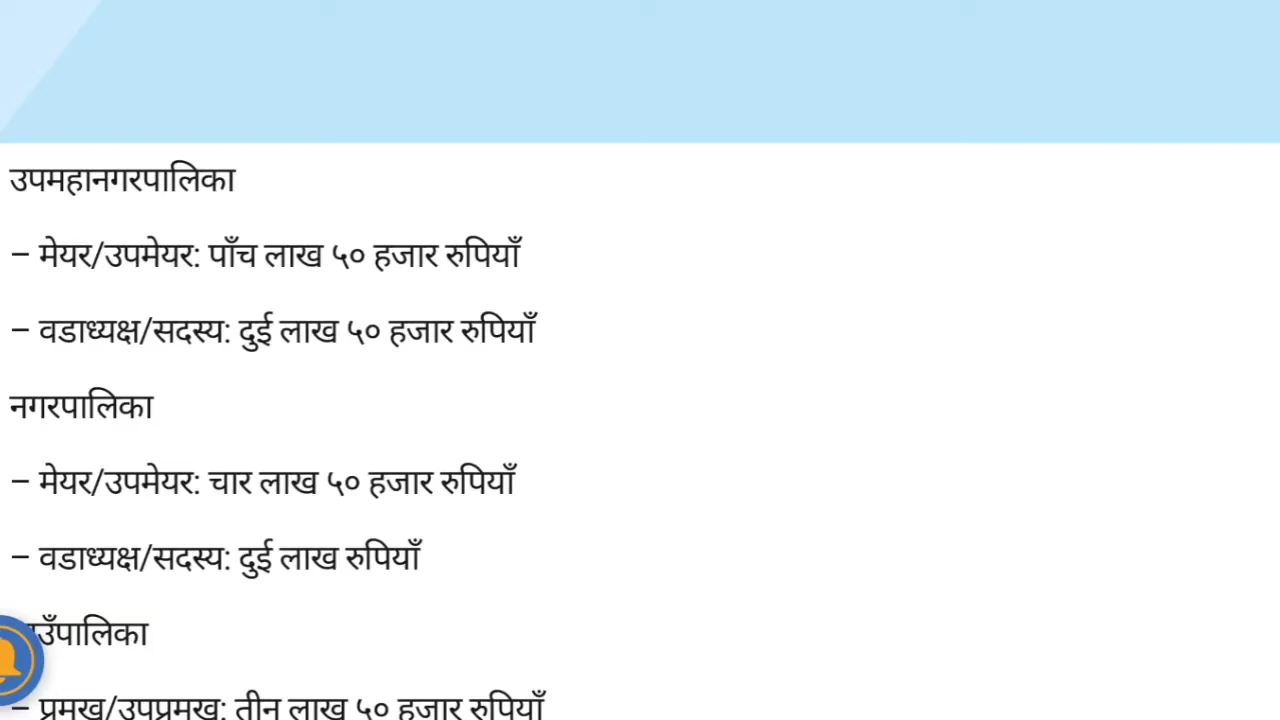 उपमहानगरपालिका
– मेयर/उपमेयर: पाँच लाख ५० हजार रुपियाँ
– वडाध्यक्ष/सदस्य: दुई लाख ५० हजार रुपियाँ
नगरपालिका
– मेयर/उपमेयर: चार लाख ५० हजार रुपियाँ
– वडाध्यक्ष/सदस्य: दुई लाख रुपियाँ
– प्रमुख/उपप्रमुख: तीन लाख ५० हजार रुपियाँ